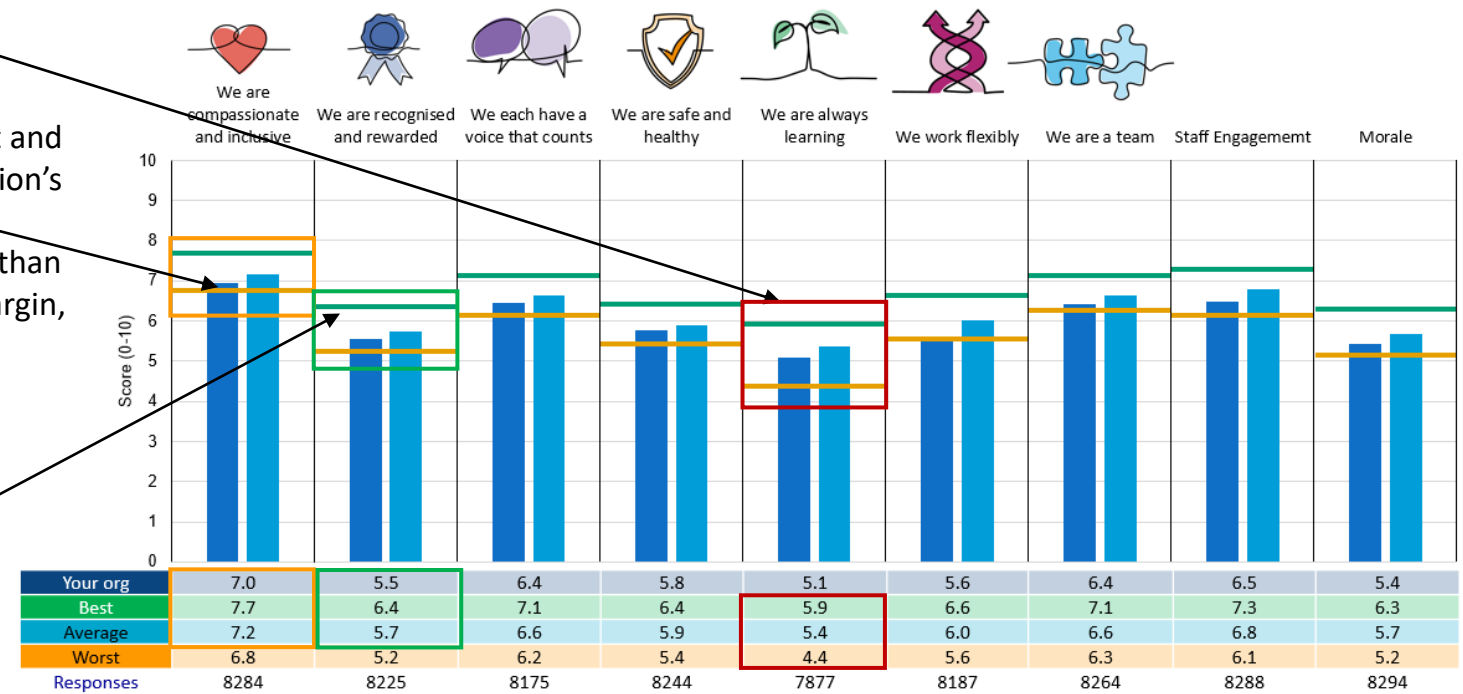 t and
tion's
than
argin,
We are
compassionate
and inclusive
We are recognised
and rewarded
We each have a
voice that counts
We are safe and
healthy
We are always
learning
We work flexibly
We are a team
Staff Engagememt
Morale
Score (0-10)
10
9
8
7
6
5
4
3
2
1
0
Your org 7.0 5.5 6.4 5.8 5.1 5.6 6.4 6.5 5.4
Best 7.7 6.4 7.1 6.4 5.9 6.6 7.1 7.3 6.3
Average 7.2 5.7 6.6 5.9 5.4 6.0 6.6 6.8 5.7
Worst 6.8 5.2 6.2 5.4 4.4 5.6 6.3 6.1 5.2
Responses 8284 8225 8175 8244 7877 8187 8264 8288 8294